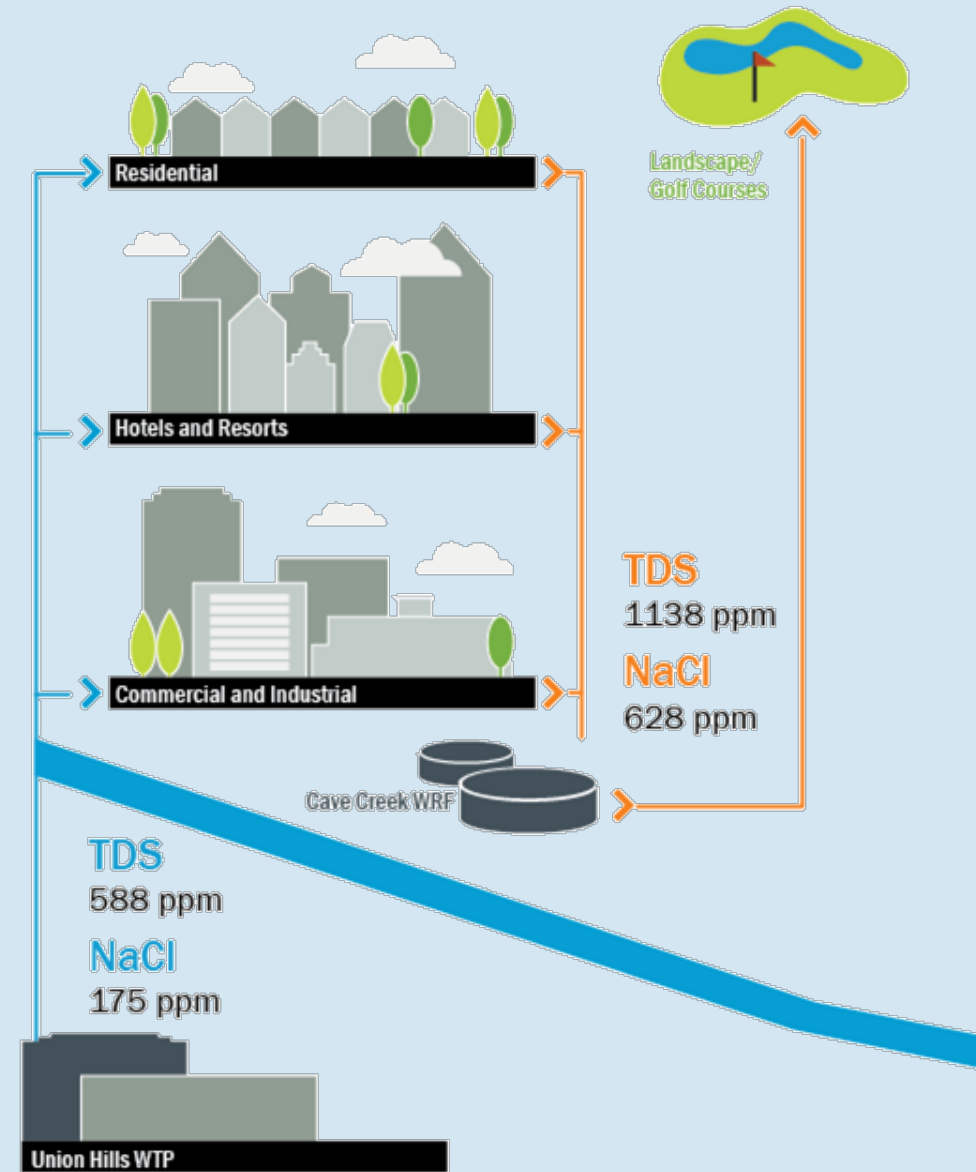 Residential
Landscape/
Golf Courses
Hotels and Resorts
TDS
1138 ppm
NaCl
628 ppm
Commercial and Industrial
Cave Creek WRF
TDS
588 ppm
NaCl
175 ppm
Union Hills WTP